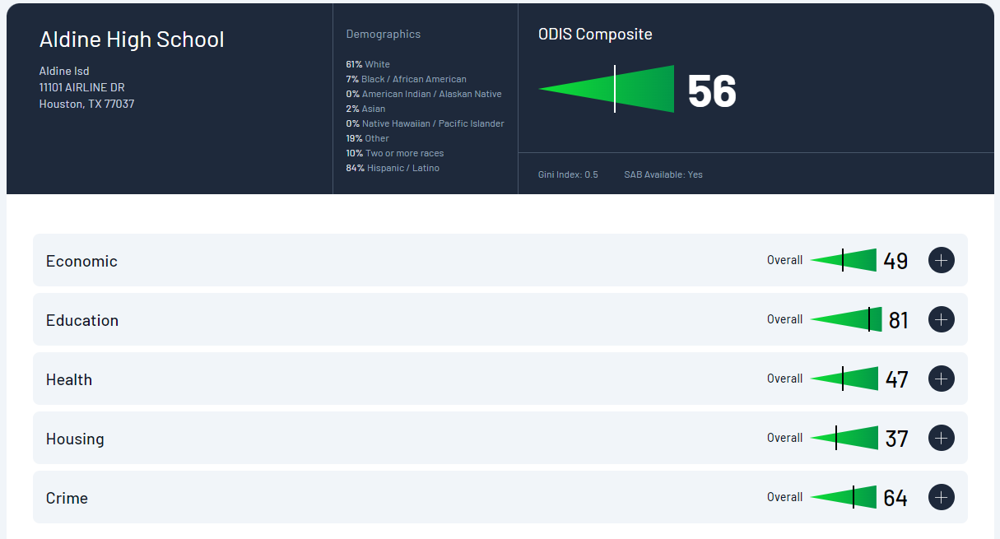 Aldine High School
Aldine Isd
11101 AIRLINE DR
Houston, TX 77037
Demographics
61% White
7% Black / African American
0% American Indian / Alaskan Native
2% Asian
0% Native Hawaiian / Pacific Islander
19% Other
10% Two or more races
84% Hispanic / Latino
ODIS Composite
56
Gini Index: 0.5 SAB Available: Yes
Economic Overall 49
Education Overall 81
Health Overall 47
Housing Overall 37
Crime Overall 64